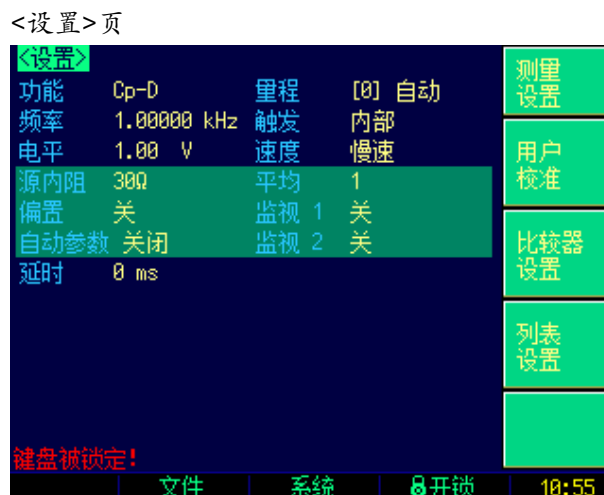 <设置>页
<设置>
功能 Cp-D 量程 [0] 自动
频率 1.00000 kHz 触发 内部
电平 1.00 V 速度 慢速
源内阻 30Ω 平均 1
偏置 关 监视 1 关
自动参数 关闭 监视 2 关
延时 0 ms
测量
设置
用户
校准
比较器
设置
列表
设置
键盘被锁定!
文件 系统 开锁 10:55